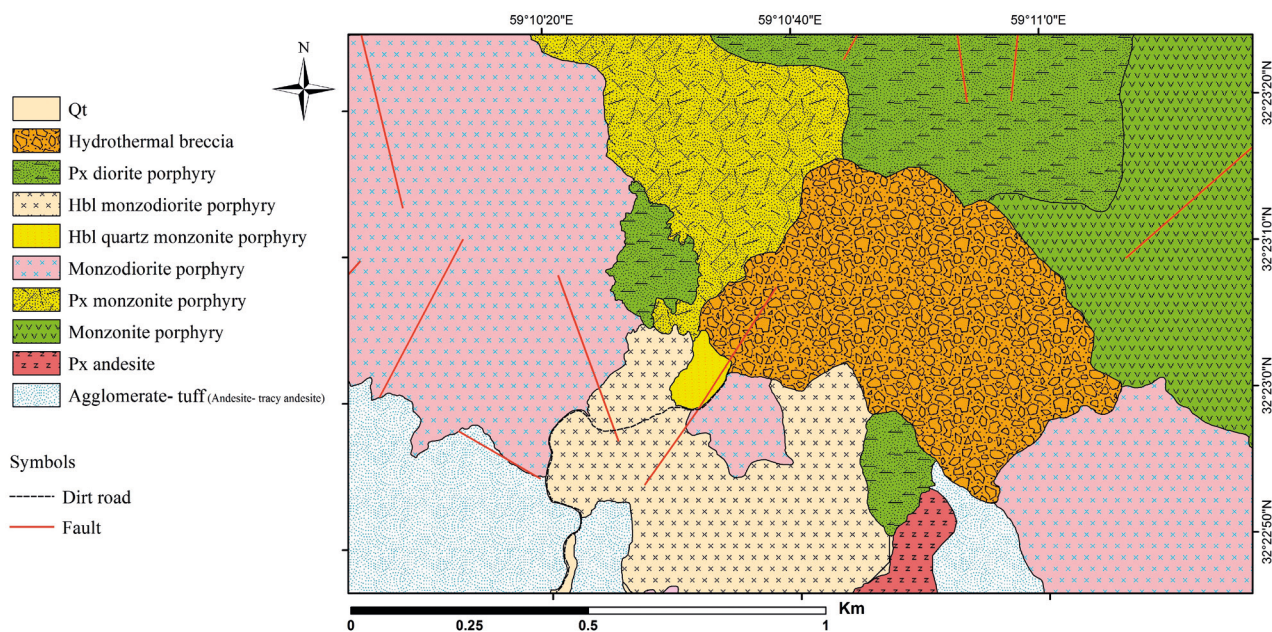 59°10'20"E
59°10'40"E
59°11'0"E
N
32°23'20"N
32°23'10"N
32°23'0"N
32°22'50"N
Qt
Hydrothermal breccia
Px diorite porphyry
Hbl monzodiorite porphyry
Hbl quartz monzonite porphyry
Monzodiorite porphyry
Px monzonite porphyry
Monzonite porphyry
Px andesite
Agglomerate- tuff (Andesite- tracy andesite)
Symbols
Dirt road
Fault
Km
0 0.25 0.5 1